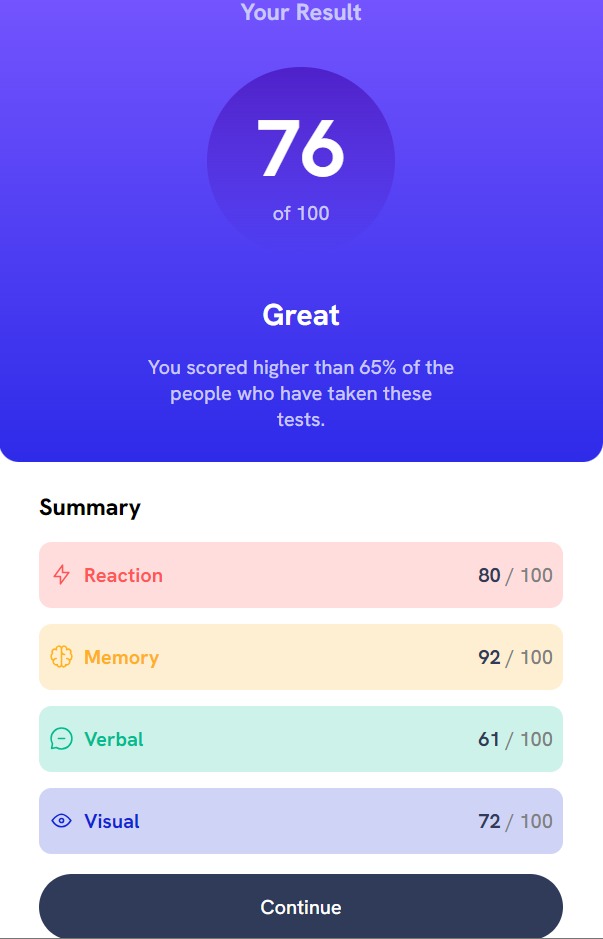 Your Result
76
of 100
Great
You scored higher than 65% of the
people who have taken these
tests.
Summary
Reaction 80 / 100
Memory 92 / 100
Verbal 61 / 100
Visual 72 / 100
Continue